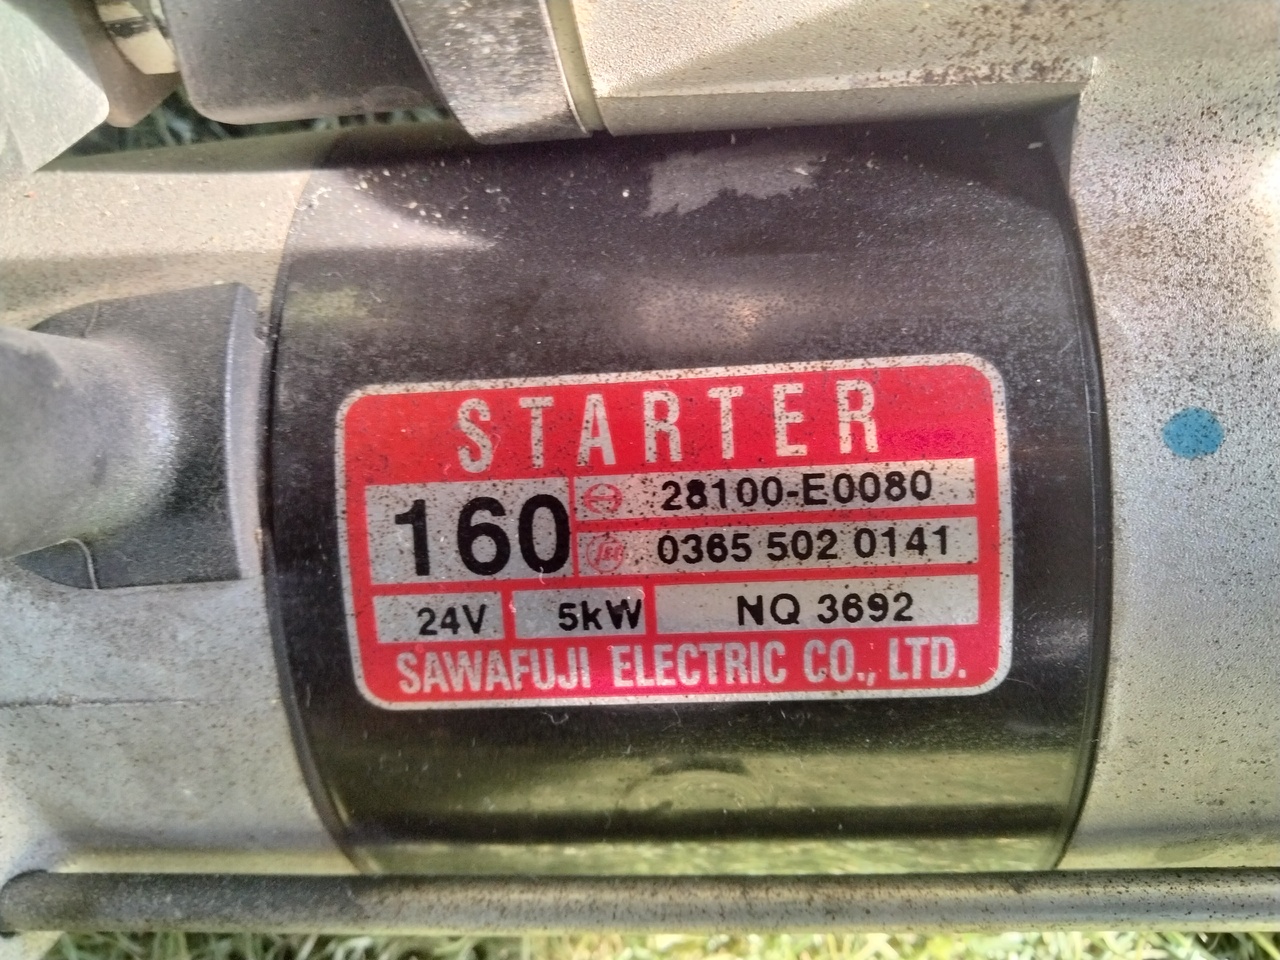 STARTER
160
28100-E0080
0365 502 0141
24V 5kW NQ 3692
SAWAFUJI ELECTRIC CO., LTD.